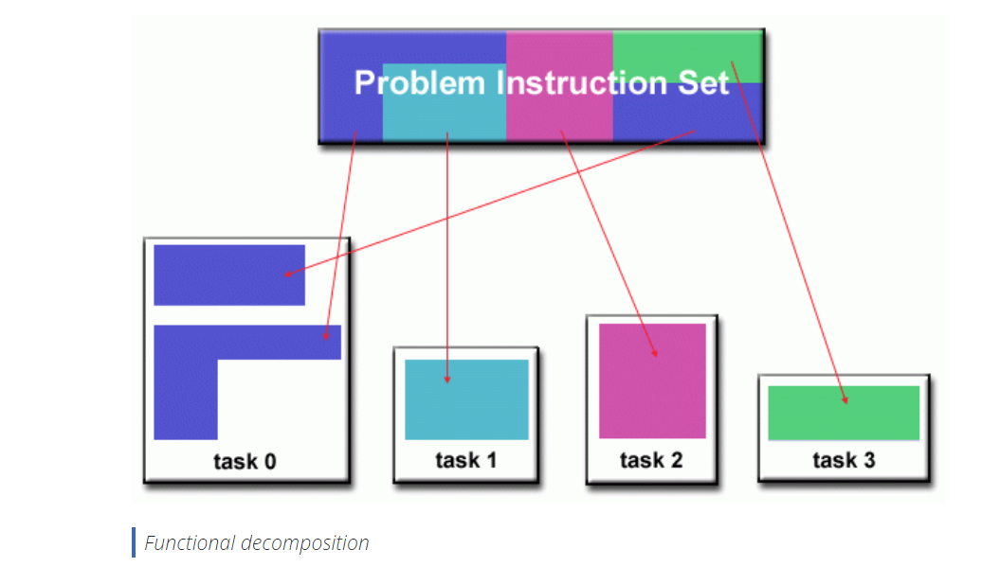 Problem Instruction Set
task 0
task 1
task 2
task 3
Functional decomposition